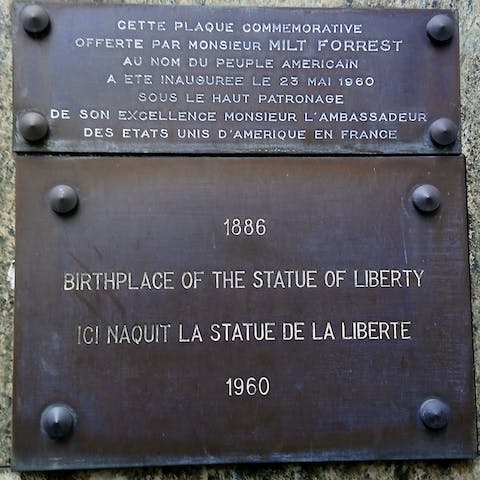 CETTE PLAQUE COMMEMORATIVE
OFFERTE PAR MONSIEUR MILT FORREST
AU NOM DU PEUPLE AMERICAIN
A ETE INAUGUREE LE 23 MAI 1960
SOUS LE HAUT PATRONAGE
DE SON EXCELLENCE MONSIEUR L'AMBASSADEUR
DES ETATS UNIS D'AMERIQUE EN FRANCE
1886
BIRTHPLACE OF THE STATUE OF LIBERTY
ICI NAQUIT LA STATUE DE LA LIBERTE
1960